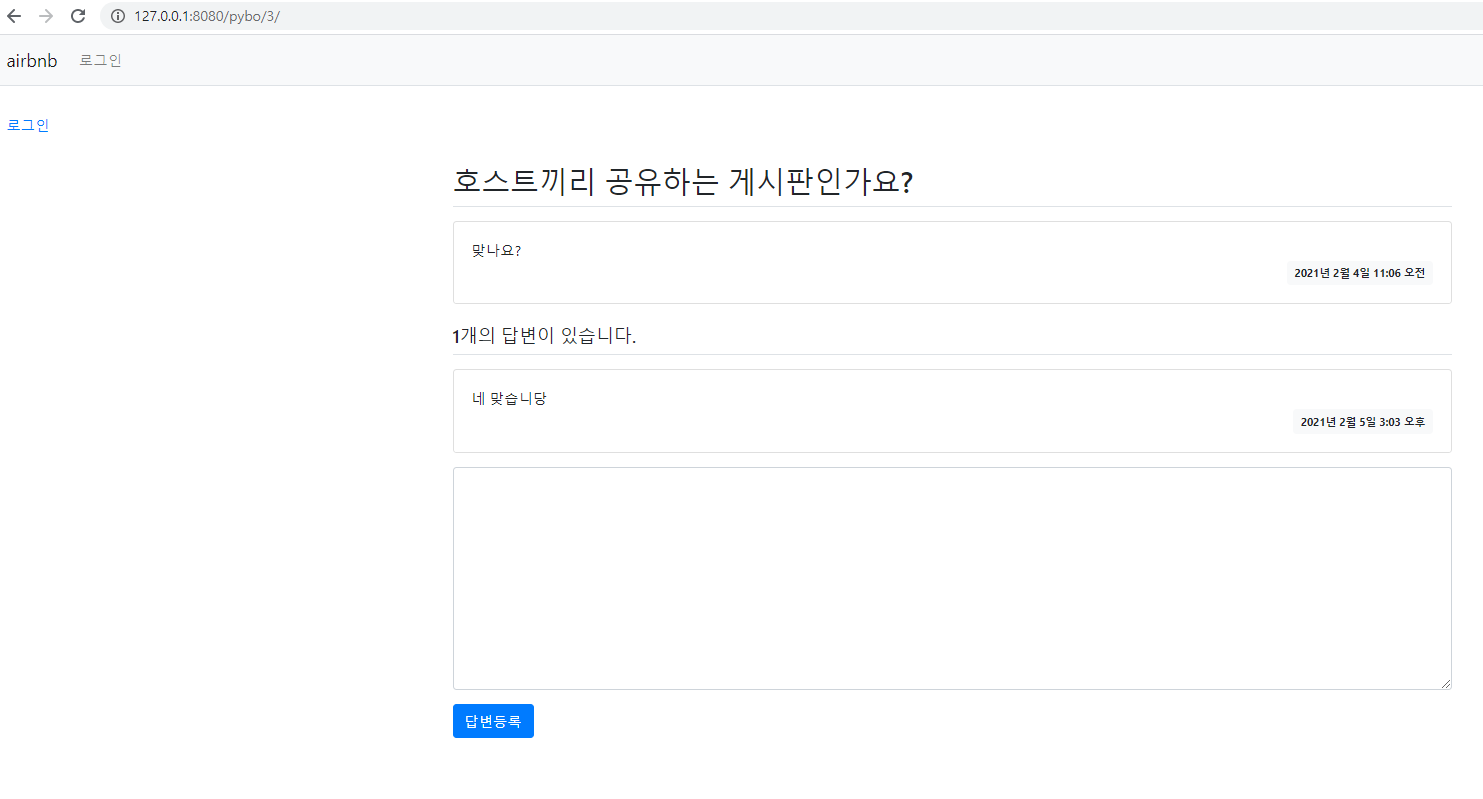 127.0.0.1:8080/pybo/3/
airbnb 로그인
로그인
호스트끼리 공유하는 게시판인가요?
맞나요?
2021년 2월 4일 11:06 오전
1개의 답변이 있습니다.
네 맞습니당
2021년 2월 5일 3:03 오후
답변등록